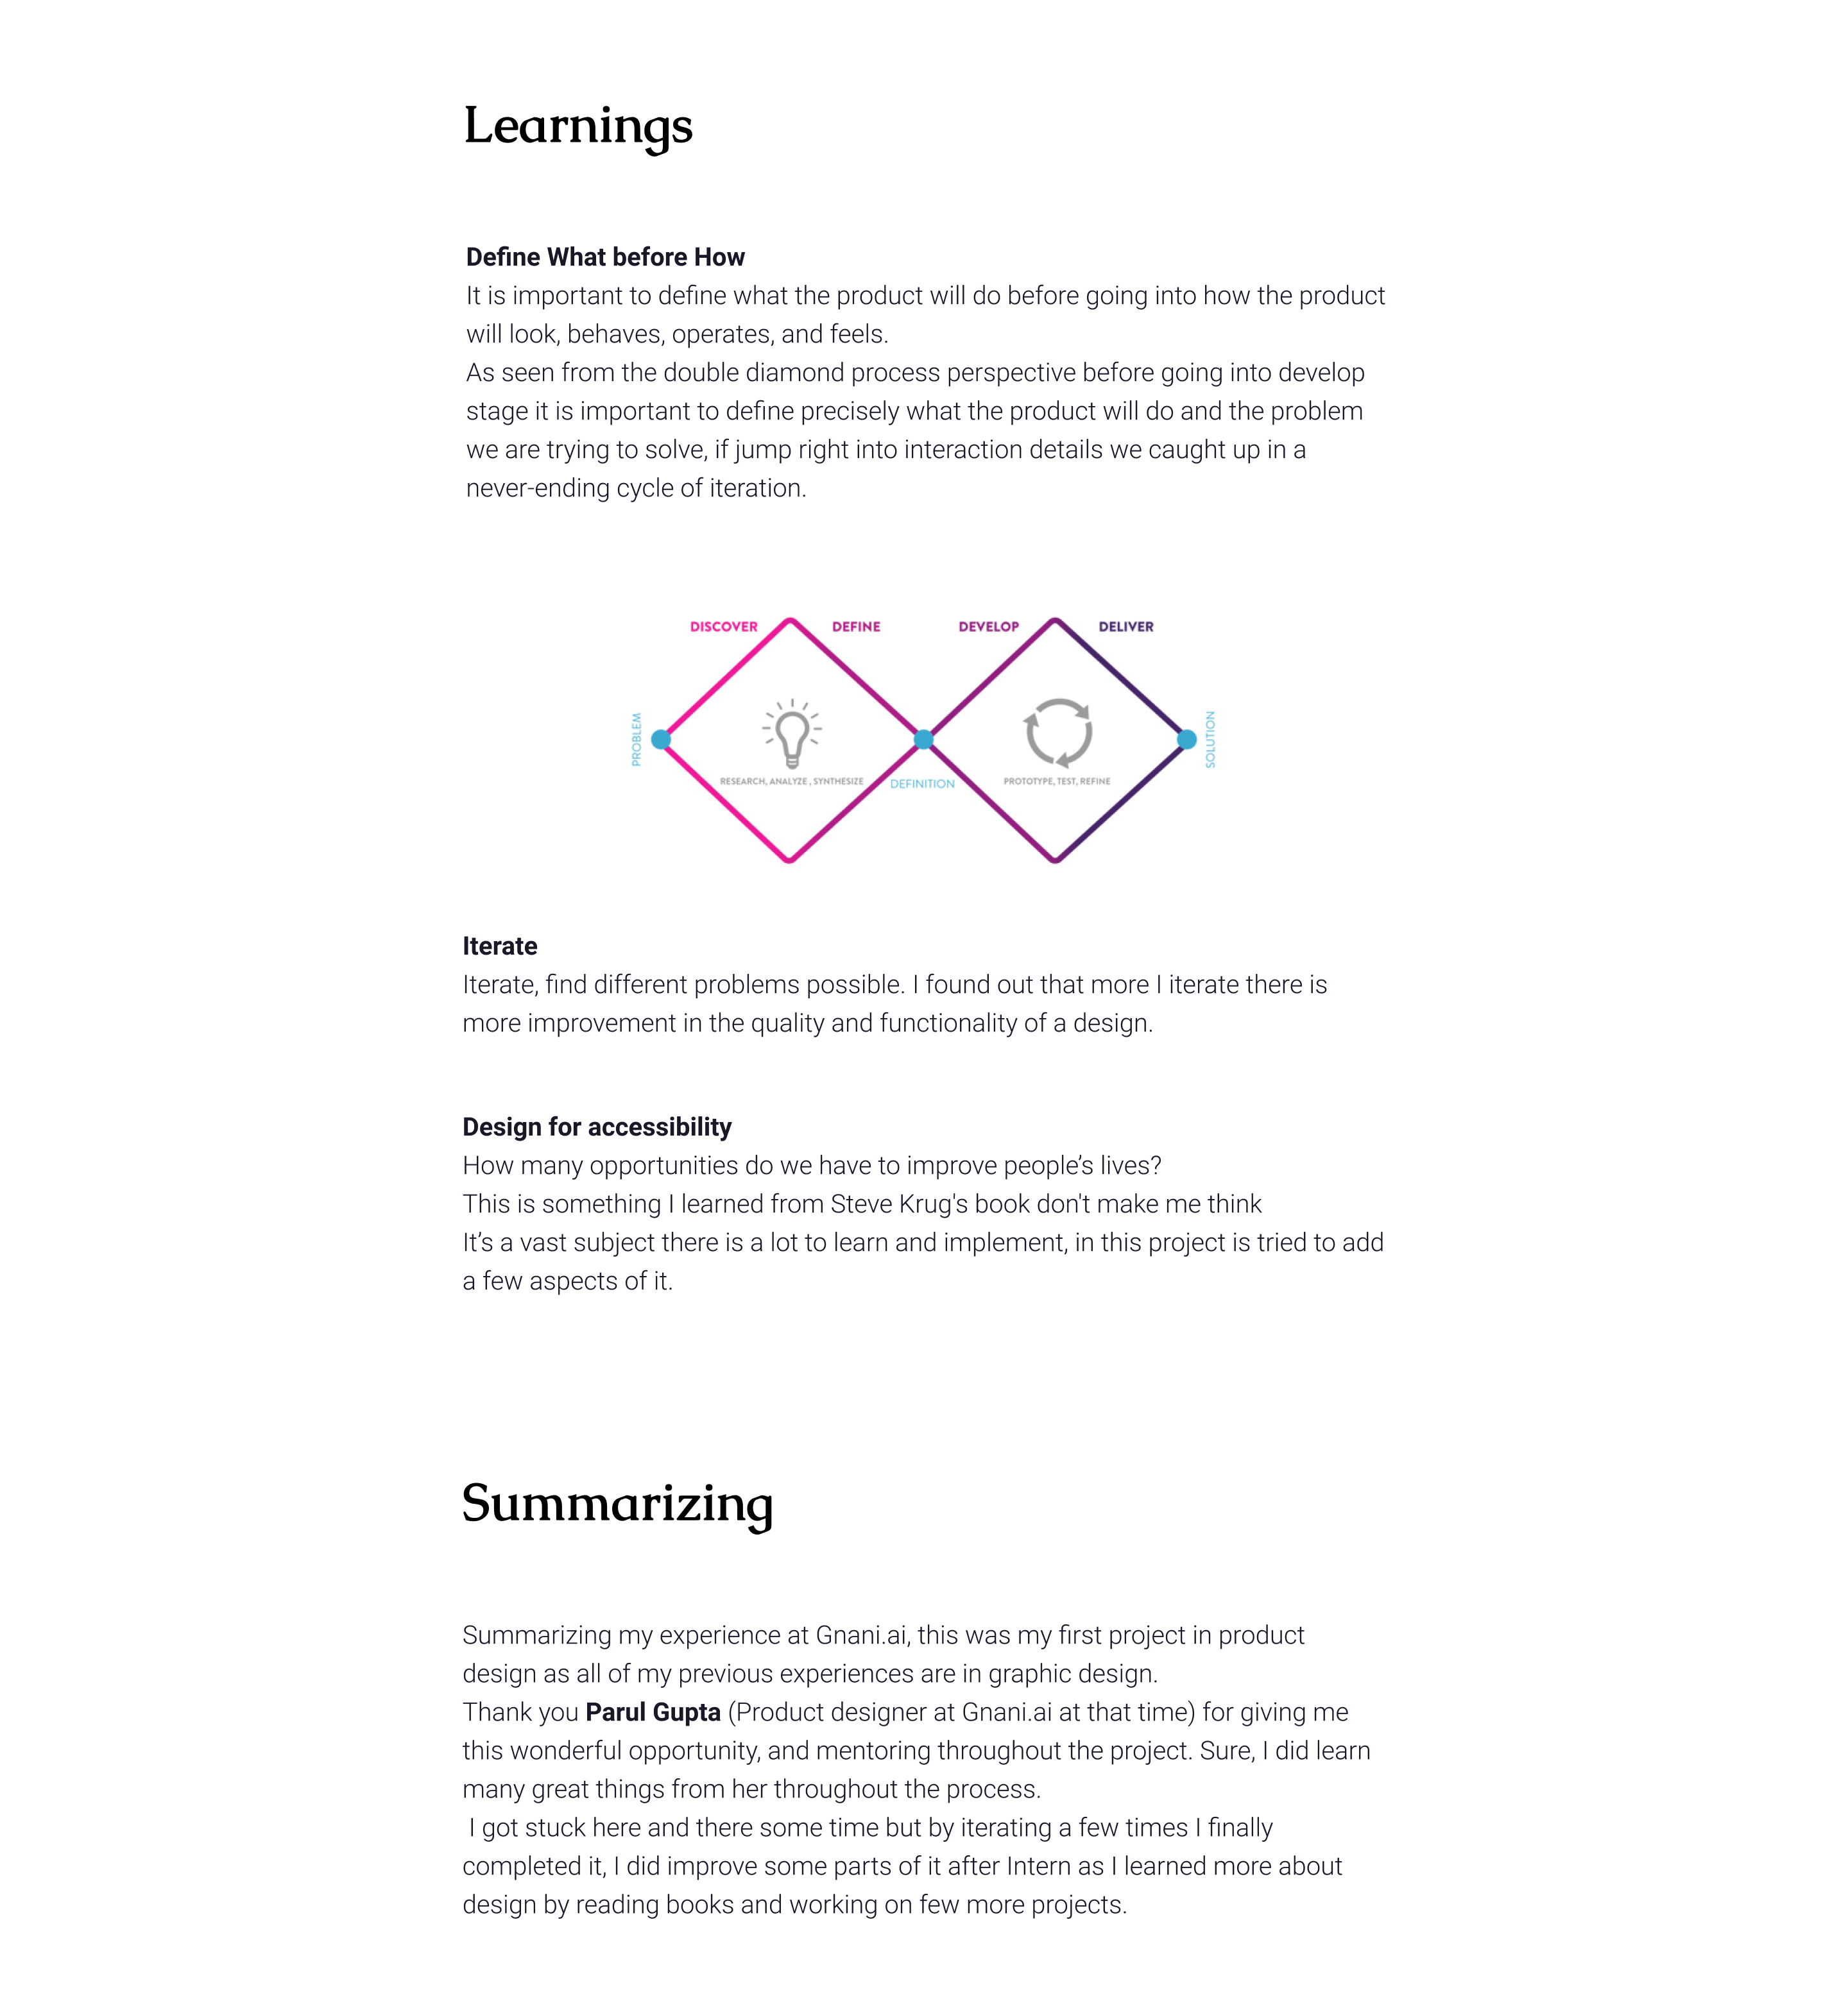 Learnings
Define What before How
It is important to define what the product will do before going into how the product
will look, behaves, operates, and feels.
As seen from the double diamond process perspective before going into develop
stage it is important to define precisely what the product will do and the problem
we are trying to solve, if jump right into interaction details we caught up in a
never-ending cycle of iteration.
DISCOVER
DEFINE
DEVELOP
DELIVER
PROBLEM
SOLUTION
RESEARCH, ANALYZE , SYNTHESIZE
DEFINITION
PROTOTYPE, TEST, REFINE
Iterate
Iterate, find different problems possible. I found out that more I iterate there is
more improvement in the quality and functionality of a design.
Design for accessibility
How many opportunities do we have to improve people’s lives?
This is something I learned from Steve Krug's book don't make me think
It’s a vast subject there is a lot to learn and implement, in this project is tried to add
a few aspects of it.
Summarizing
Summarizing my experience at Gnani.ai, this was my first project in product
design as all of my previous experiences are in graphic design.
Thank you Parul Gupta (Product designer at Gnani.ai at that time) for giving me
this wonderful opportunity, and mentoring throughout the project. Sure, I did learn
many great things from her throughout the process.
I got stuck here and there some time but by iterating a few times I finally
completed it, I did improve some parts of it after Intern as I learned more about
design by reading books and working on few more projects.